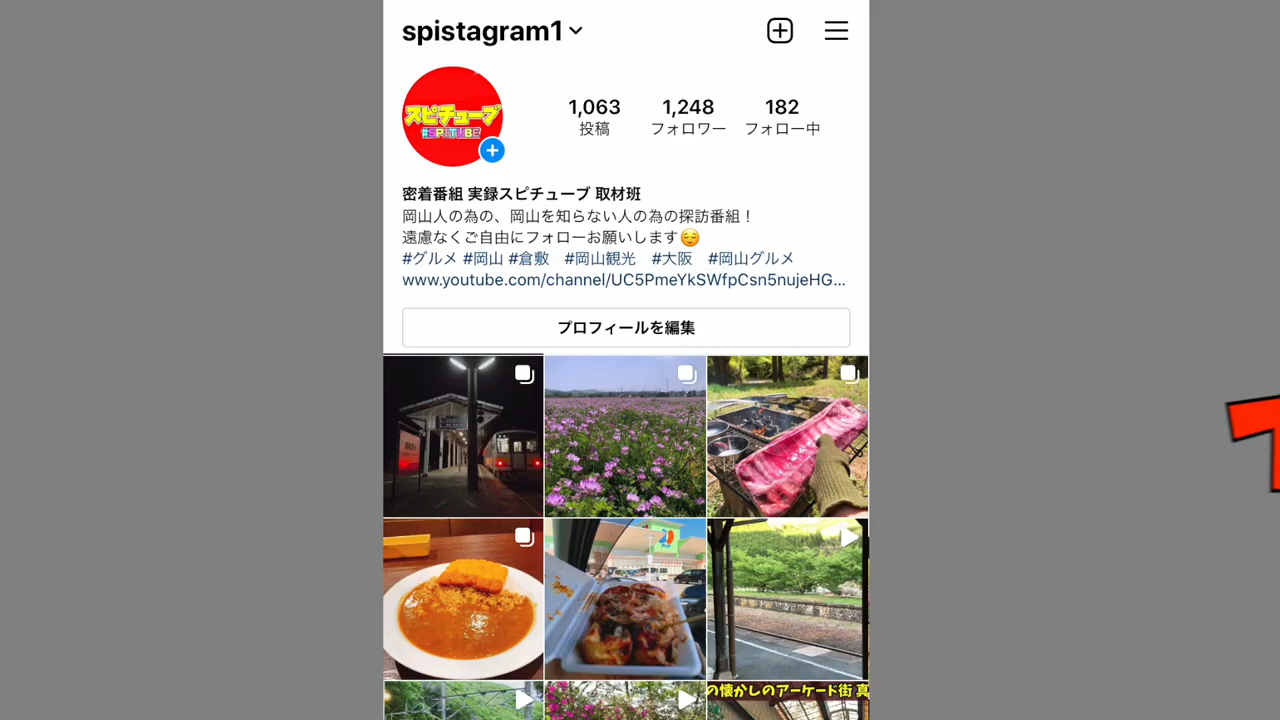 spistagram1
スピチューブ
#SPITUBE
1,063
投稿
1,248
フォロワー
182
フォロー中
密着番組 実録スピチューブ 取材班
岡山人の為の、岡山を知らない人の為の探訪番組！
遠慮なくご自由にフォローお願いします😌
#グルメ #岡山 #倉敷 #岡山観光 #大阪 #岡山グルメ
www.youtube.com/channel/UC5PmeYkSWfpCsn5nujeHG...
プロフィールを編集
の懐かしのアーケード街 真